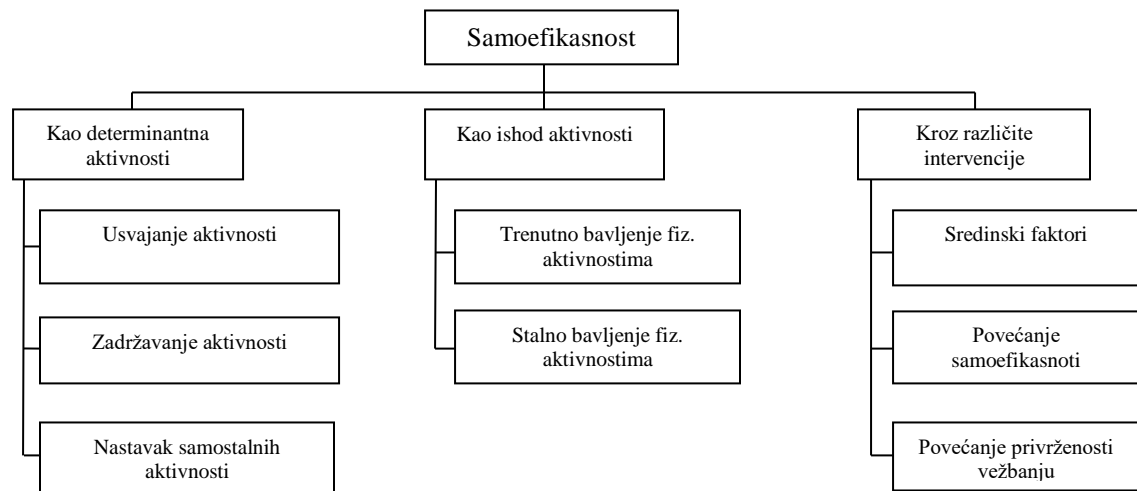 Samoefikasnost
Kao determinantna
aktivnosti
Kao ishod aktivnosti
Kroz različite
intervencije
Usvajanje aktivnosti
Zadržavanje aktivnosti
Nastavak samostalnih
aktivnosti
Trenutno bavljenje fiz.
aktivnostima
Stalno bavljenje fiz.
aktivnostima
Sredinski faktori
Povećanje
samoefikasnoti
Povećanje privrženosti
vežbanju